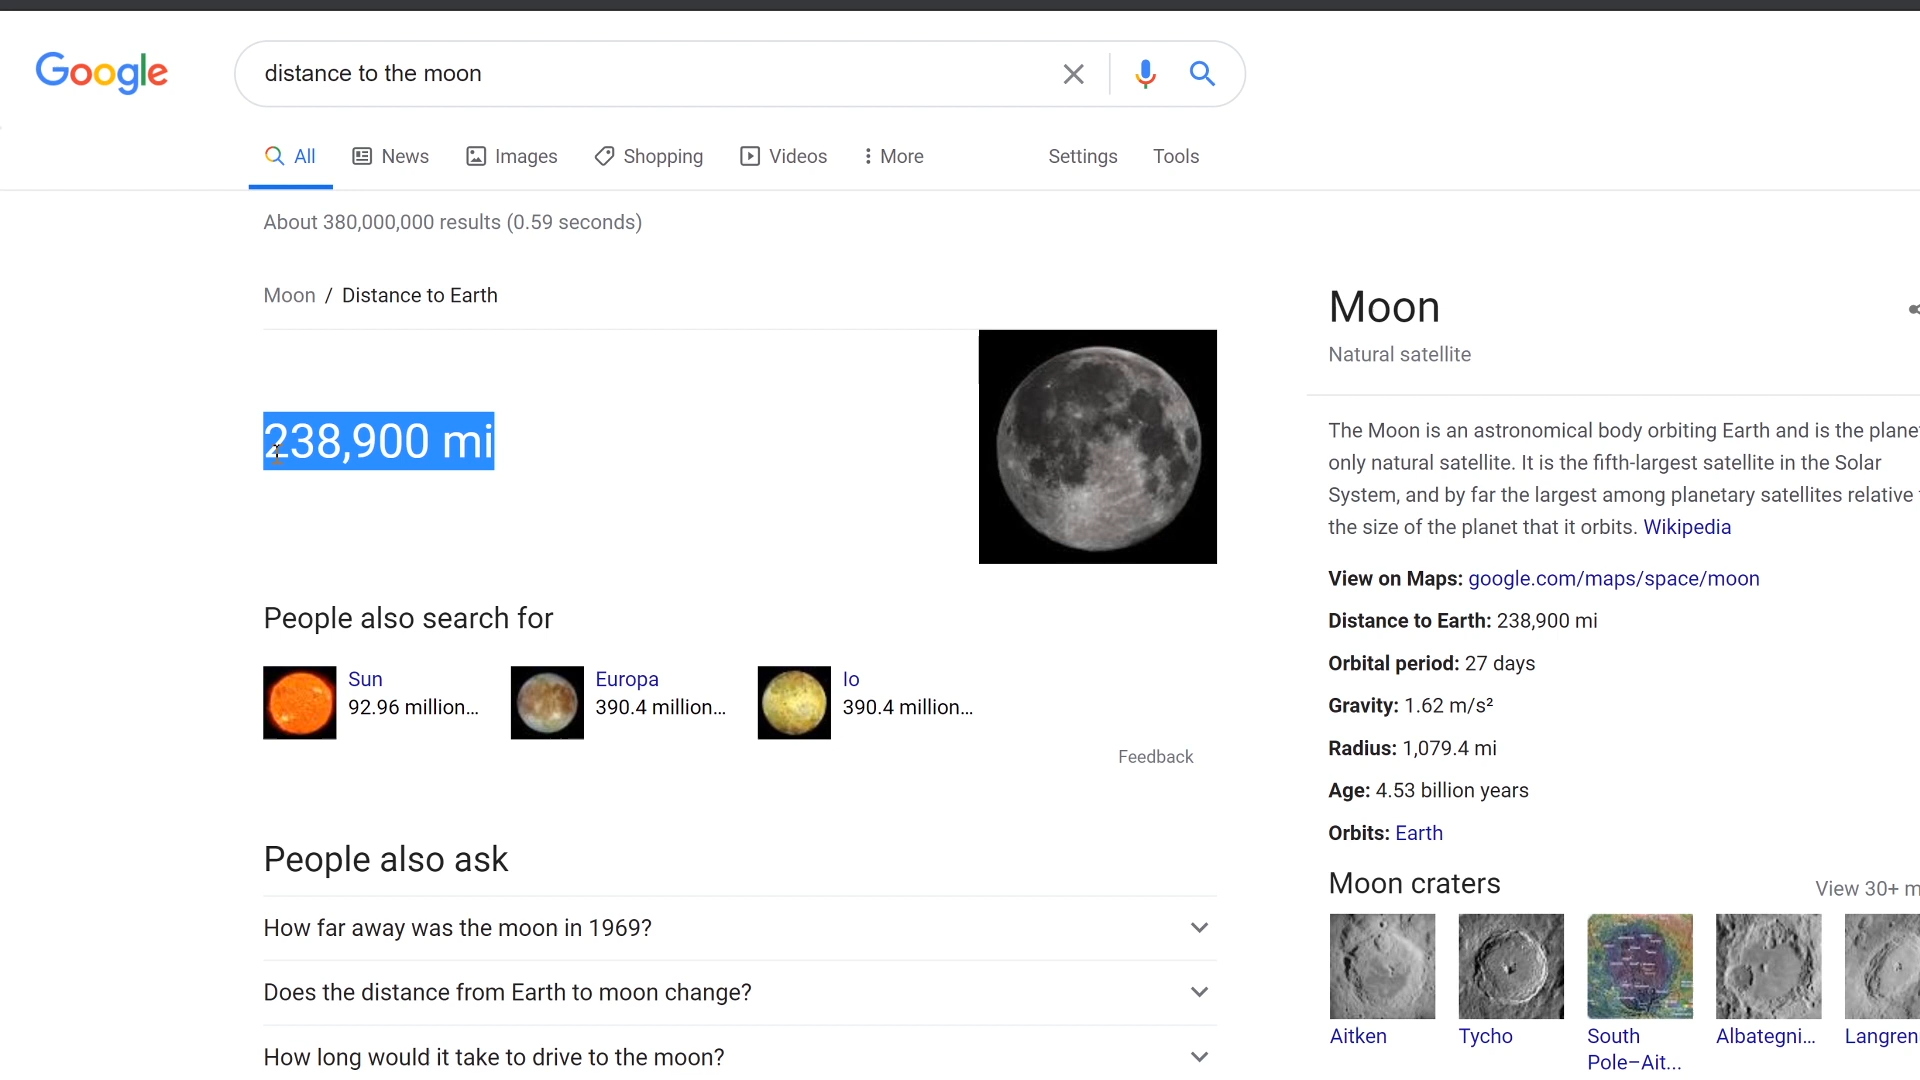 Google
distance to the moon
All News Images Shopping Videos More Settings Tools
About 380,000,000 results (0.59 seconds)
Moon / Distance to Earth
238,900 mi
People also search for
Sun
92.96 million...
Europa
390.4 million...
Io
390.4 million...
Feedback
People also ask
How far away was the moon in 1969?
Does the distance from Earth to moon change?
How long would it take to drive to the moon?
Moon
Natural satellite
The Moon is an astronomical body orbiting Earth and is the
only natural satellite. It is the fifth-largest satellite in the Solar
System, and by far the largest among planetary satellites relative
the size of the planet that it orbits. Wikipedia
View on Maps: google.com/maps/space/moon
Distance to Earth: 238,900 mi
Orbital period: 27 days
Gravity: 1.62 m/s²
Radius: 1,079.4 mi
Age: 4.53 billion years
Orbits: Earth
Moon craters
View 30+
Aitken
Tycho
South
Pole–Ait...
Albategni...
Langren